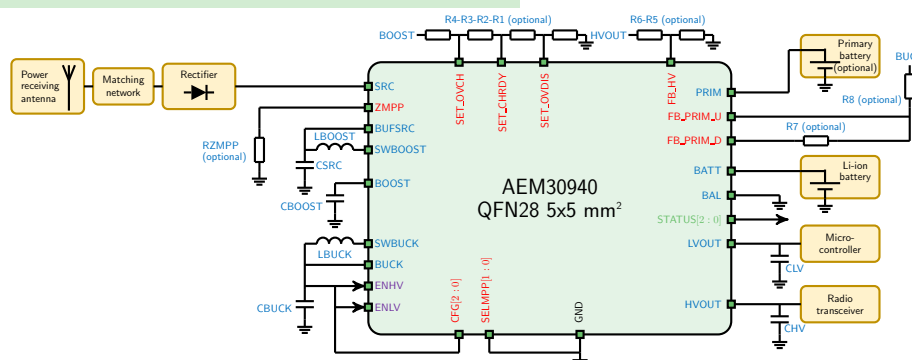 R4-R3-R2-R1 (optional)
R6-R5 (optional)
BOOST
HVOUT
Power
receiving
antenna
Matching
network
Rectifier
Primary
battery
(optional)
R8 (optional)
R7 (optional)
SRC
ZMPP
BUFSRC
SWBOOST
BOOST
SWBUCK
BUCK
ENHV
ENLV
SET_OVCH
SET_CHRDY
SET_OVDIS
FB_HV
PRIM
FB_PRIM_U
FB_PRIM_D
BATT
BAL
STATUS[2 : 0]
LVOUT
HVOUT
CFG[2 : 0]
SELMPP[1 : 0]
GND
AEM30940
QFN28 5x5 mm²
RZMPP
(optional)
LBOOST
CSRC
CBOOST
LBUCK
CBUCK
Li-ion
battery
Micro-
controller
CLV
Radio
transceiver
CHV